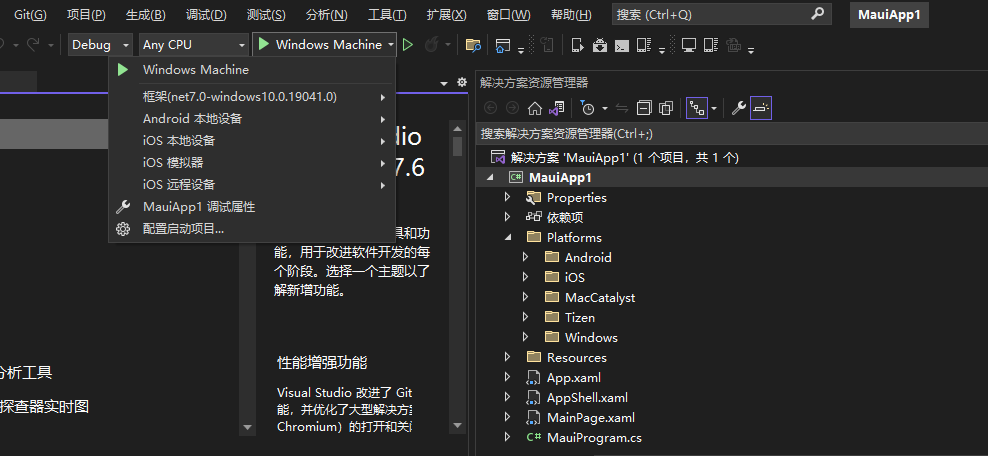 Git(G) 项目(P) 生成(B) 调试(D) 测试(S) 分析(N) 工具(T) 扩展(X) 窗口(W) 帮助(H) 搜索 (Ctrl+Q) MauiApp1
Debug Any CPU Windows Machine
Windows Machine
框架(net7.0-windows10.0.19041.0)
Android 本地设备
iOS 本地设备
iOS 模拟器
iOS 远程设备
MauiApp1 调试属性
配置启动项目...
dio
7.6
具和功
能，用于改进软件开发的每
个阶段。选择一个主题以了
解新增功能。
性能增强功能
Visual Studio 改进了 Git
能，并优化了大型解决方
Chromium）的打开和关
分析工具
探查器实时图
解决方案资源管理器
搜索解决方案资源管理器(Ctrl+;)
解决方案 'MauiApp1' (1 个项目，共 1 个)
C# MauiApp1
Properties
依赖项
Platforms
Android
iOS
MacCatalyst
Tizen
Windows
Resources
App.xaml
AppShell.xaml
MainPage.xaml
C# MauiProgram.cs